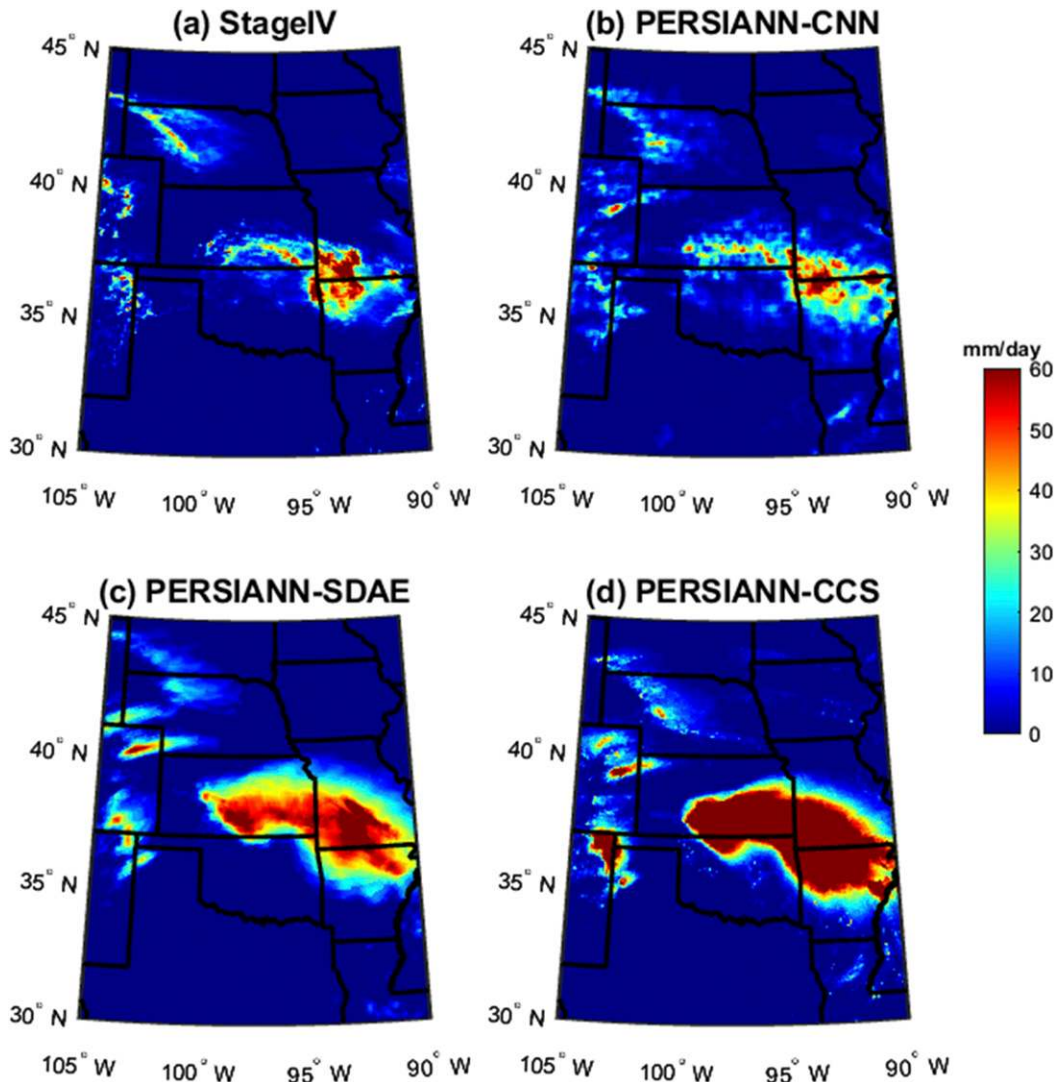 (a) StageIV
(b) PERSIANN-CNN
45° N
40° N
35° N
30° N
105° W
100° W
95° W
90° W
45° N
40° N
35° N
30° N
105° W
100° W
95° W
90° W
mm/day
60
50
40
30
20
10
0
(c) PERSIANN-SDAE
(d) PERSIANN-CCS
45° N
40° N
35° N
30° N
105° W
100° W
95° W
90° W
45° N
40° N
35° N
30° N
105° W
100° W
95° W
90° W